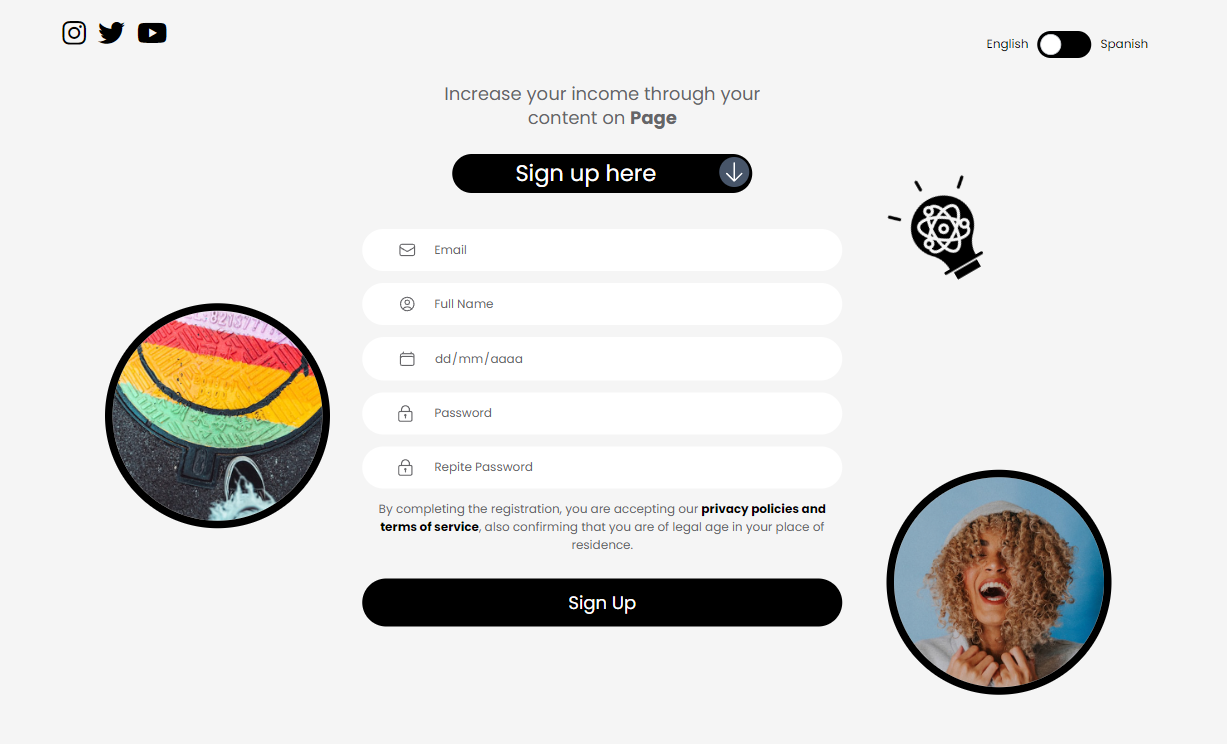 English
Spanish
Increase your income through your
content on Page
Sign up here
Email
Full Name
dd/mm/aaaa
Password
Repite Password
By completing the registration, you are accepting our privacy policies and
terms of service, also confirming that you are of legal age in your place of
residence.
Sign Up